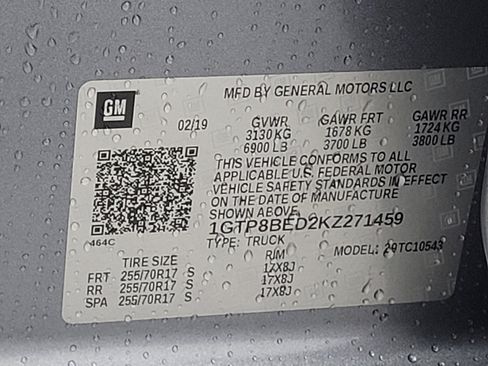 GM
MFD BY GENERAL MOTORS LLC
02/19
GVWR GAWR FRT GAWR RR
3130 KG 1678 KG 1724 KG
6900 LB 3700 LB 3800 LB
THIS VEHICLE CONFORMS TO ALL
APPLICABLE U.S. FEDERAL MOTOR
VEHICLE SAFETY STANDARDS IN EFFECT
ON THE DATE OF MANUFACTURE
SHOWN ABOVE.
1GTP8BED2KZ271459
464C
TYPE: TRUCK MODEL: 20TC10543
TIRE SIZE RIM
FRT 255/70R17 S 17X8J
RR 255/70R17 S 17X8J
SPA 255/70R17 S 17X8J